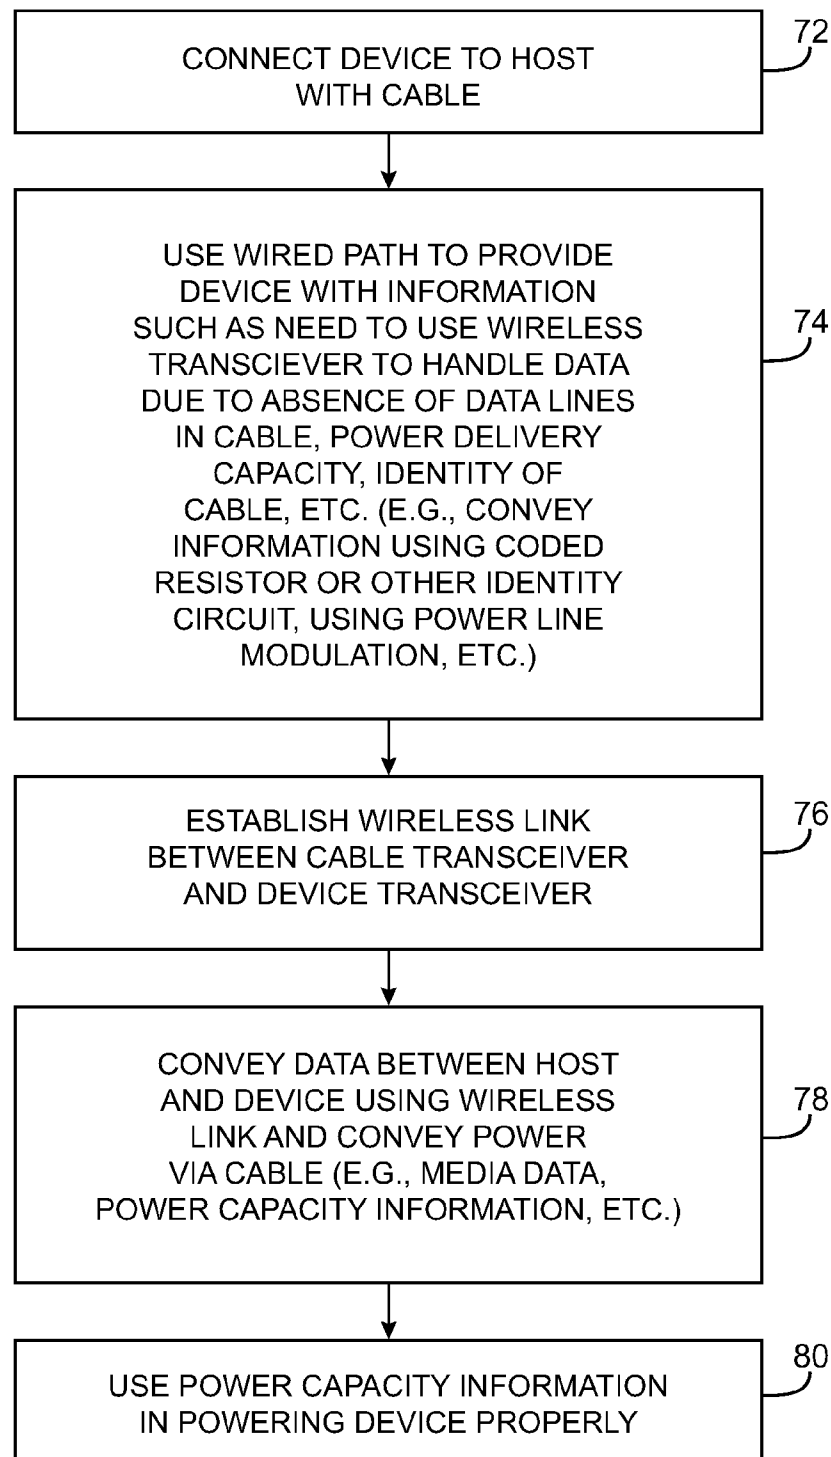 CONNECT DEVICE TO HOST
WITH CABLE
72
USE WIRED PATH TO PROVIDE
DEVICE WITH INFORMATION
SUCH AS NEED TO USE WIRELESS
TRANSCIEVER TO HANDLE DATA
DUE TO ABSENCE OF DATA LINES
IN CABLE, POWER DELIVERY
CAPACITY, IDENTITY OF
CABLE, ETC. (E.G., CONVEY
INFORMATION USING CODED
RESISTOR OR OTHER IDENTITY
CIRCUIT, USING POWER LINE
MODULATION, ETC.)
74
ESTABLISH WIRELESS LINK
BETWEEN CABLE TRANSCEIVER
AND DEVICE TRANSCEIVER
76
CONVEY DATA BETWEEN HOST
AND DEVICE USING WIRELESS
LINK AND CONVEY POWER
VIA CABLE (E.G., MEDIA DATA,
POWER CAPACITY INFORMATION, ETC.)
78
USE POWER CAPACITY INFORMATION
IN POWERING DEVICE PROPERLY
80